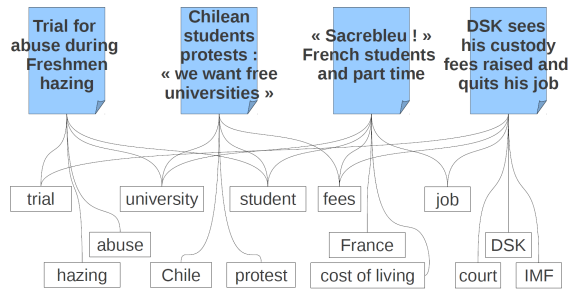 Trial for
abuse during
Freshmen
hazing
Chilean
students
protests :
« we want free
universities »
« Sacrebleu ! »
French students
and part time
DSK sees
his custody
fees raised and
quits his job
trial
university
student
fees
job
abuse
France
DSK
hazing
Chile
protest
cost of living
court
IMF